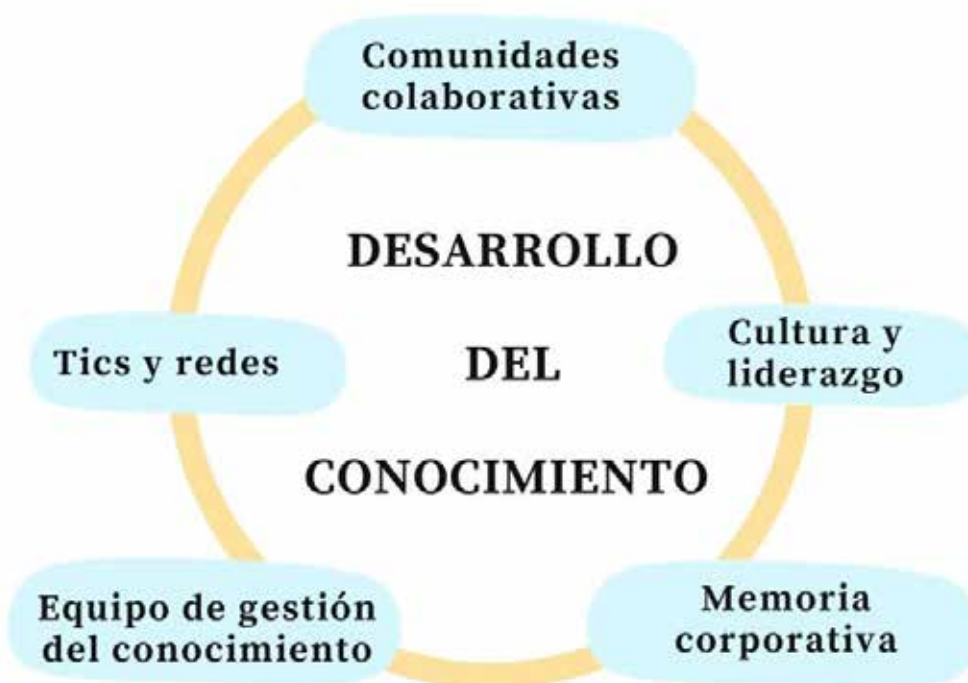 Comunidades
colaborativas
DESARROLLO
DEL
CONOCIMIENTO
Tics y redes
Cultura y
liderazgo
Equipo de gestión
del conocimiento
Memoria
corporativa